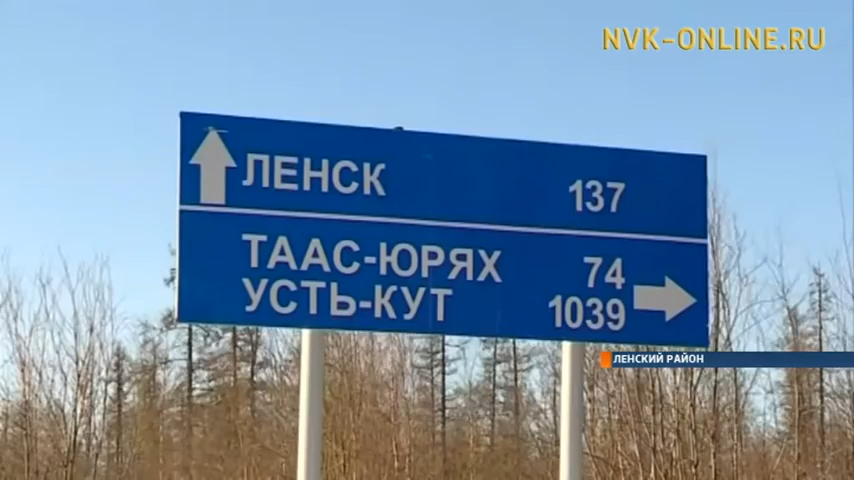 NVK-ONLINE.RU
ЛЕНСК 137
ТААС-ЮРЯХ 74
УСТЬ-КУТ 1039
ЛЕНСКИЙ РАЙОН